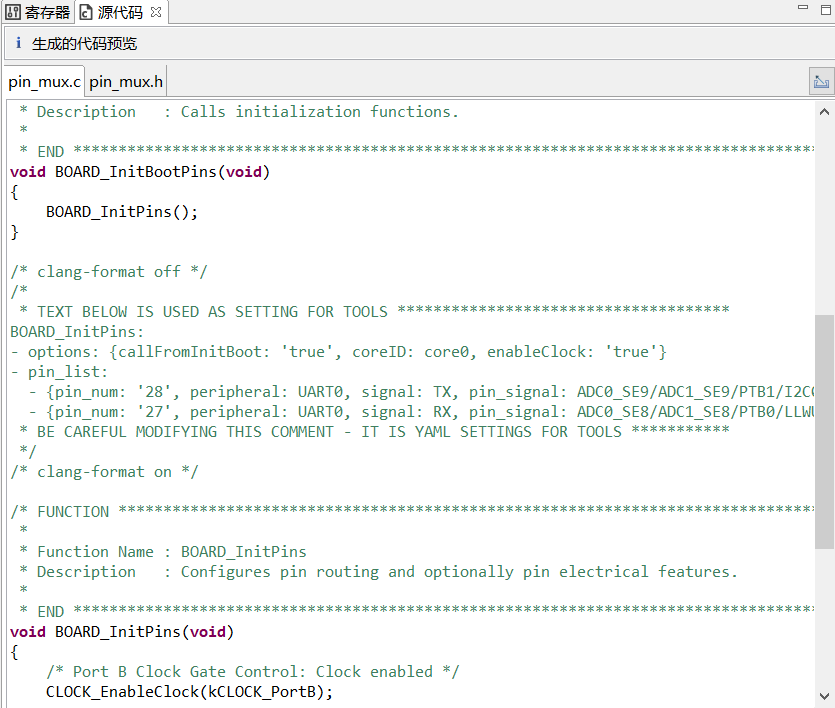 寄存器 源代码
i 生成的代码预览
pin_mux.c pin_mux.h
* Description   : Calls initialization functions.
*
* END ***********************************************************************************
void BOARD_InitBootPins(void)
{
    BOARD_InitPins();
}
/* clang-format off */
/*
* TEXT BELOW IS USED AS SETTING FOR TOOLS *************************************
BOARD_InitPins:
- options: {callFromInitBoot: 'true', coreID: core0, enableClock: 'true'}
- pin_list:
  - {pin_num: '28', peripheral: UART0, signal: TX, pin_signal: ADC0_SE9/ADC1_SE9/PTB1/I2C0
  - {pin_num: '27', peripheral: UART0, signal: RX, pin_signal: ADC0_SE8/ADC1_SE8/PTB0/LLWU
* BE CAREFUL MODIFYING THIS COMMENT - IT IS YAML SETTINGS FOR TOOLS ***********
*/
/* clang-format on */
/* FUNCTION ******************************************************************************
*
* Function Name : BOARD_InitPins
* Description   : Configures pin routing and optionally pin electrical features.
*
* END ***********************************************************************************
void BOARD_InitPins(void)
{
    /* Port B Clock Gate Control: Clock enabled */
    CLOCK_EnableClock(kCLOCK_PortB);